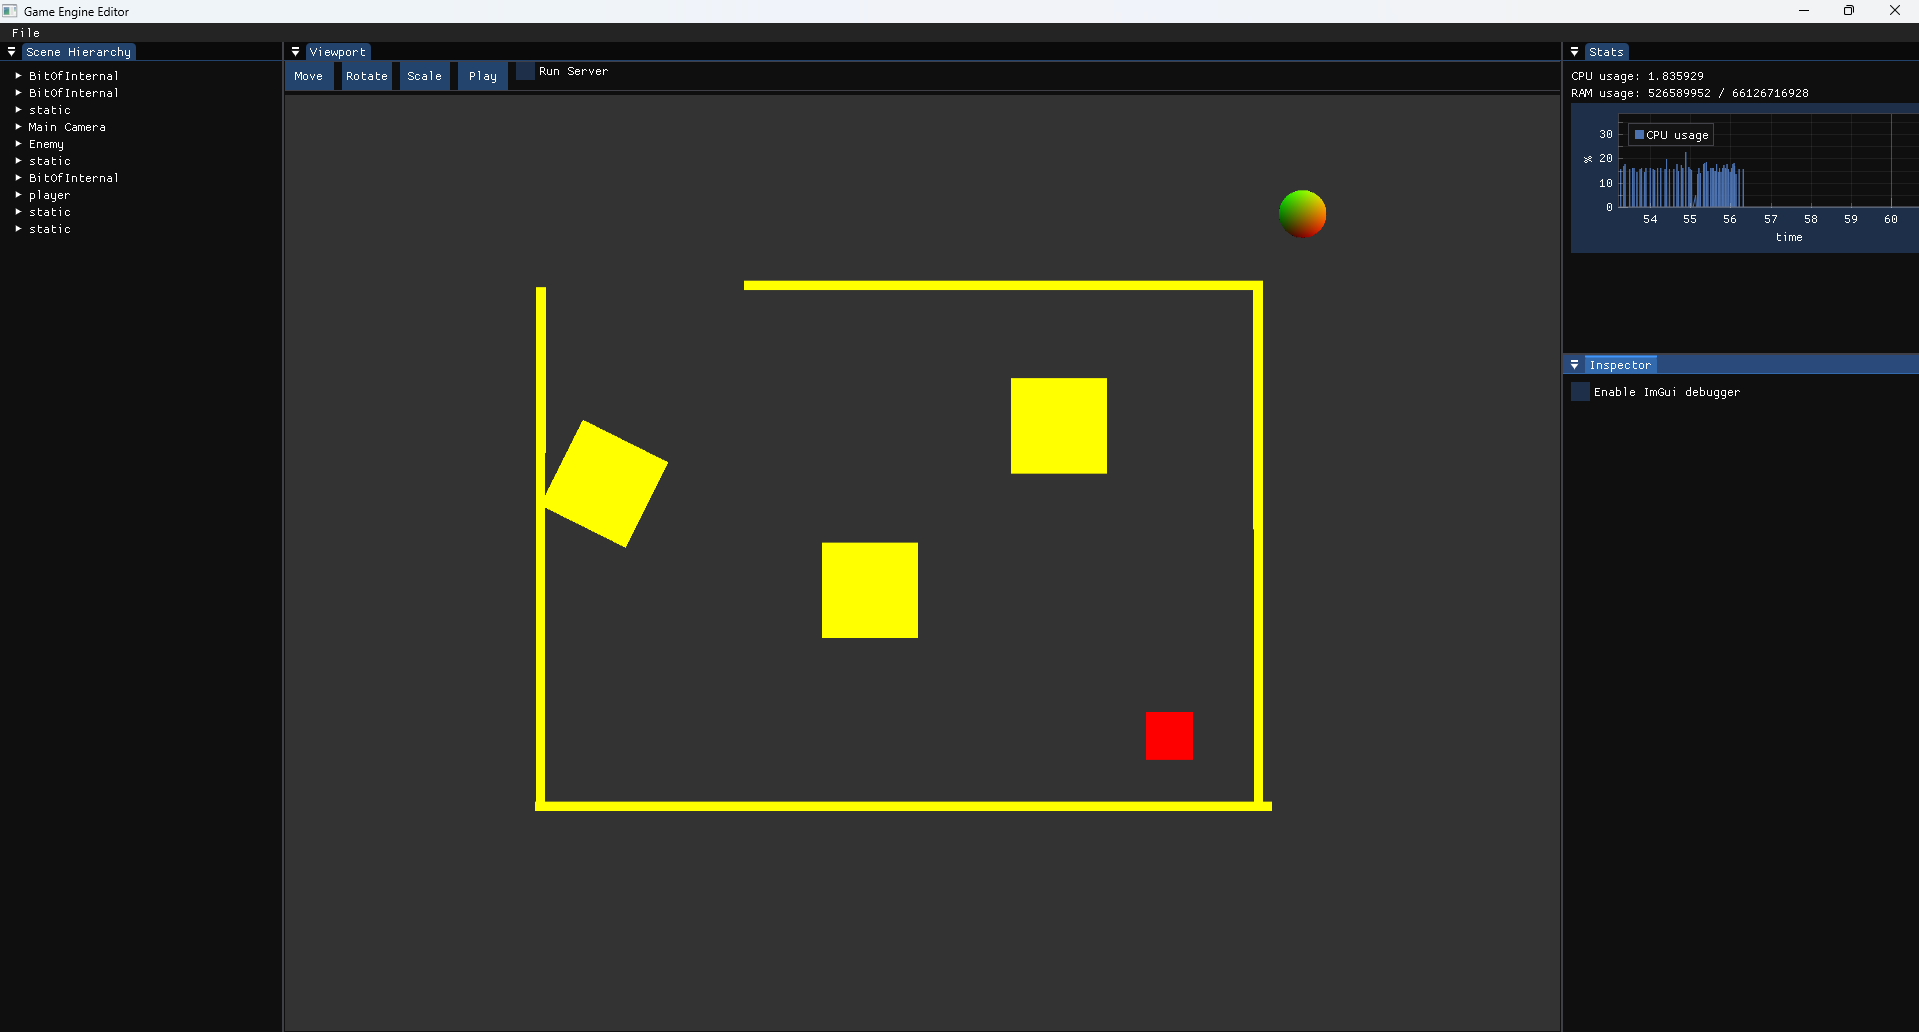 Game Engine Editor
File
Scene Hierarchy
BitOfInternal
BitOfInternal
static
Main Camera
Enemy
static
BitOfInternal
player
static
static
Viewport
Move Rotate Scale Play Run Server
Stats
CPU usage: 1.835929
RAM usage: 526589952 / 66126716928
CPU usage
30
20
10
0
%
54 55 56 57 58 59 60
time
Inspector
Enable ImGui debugger